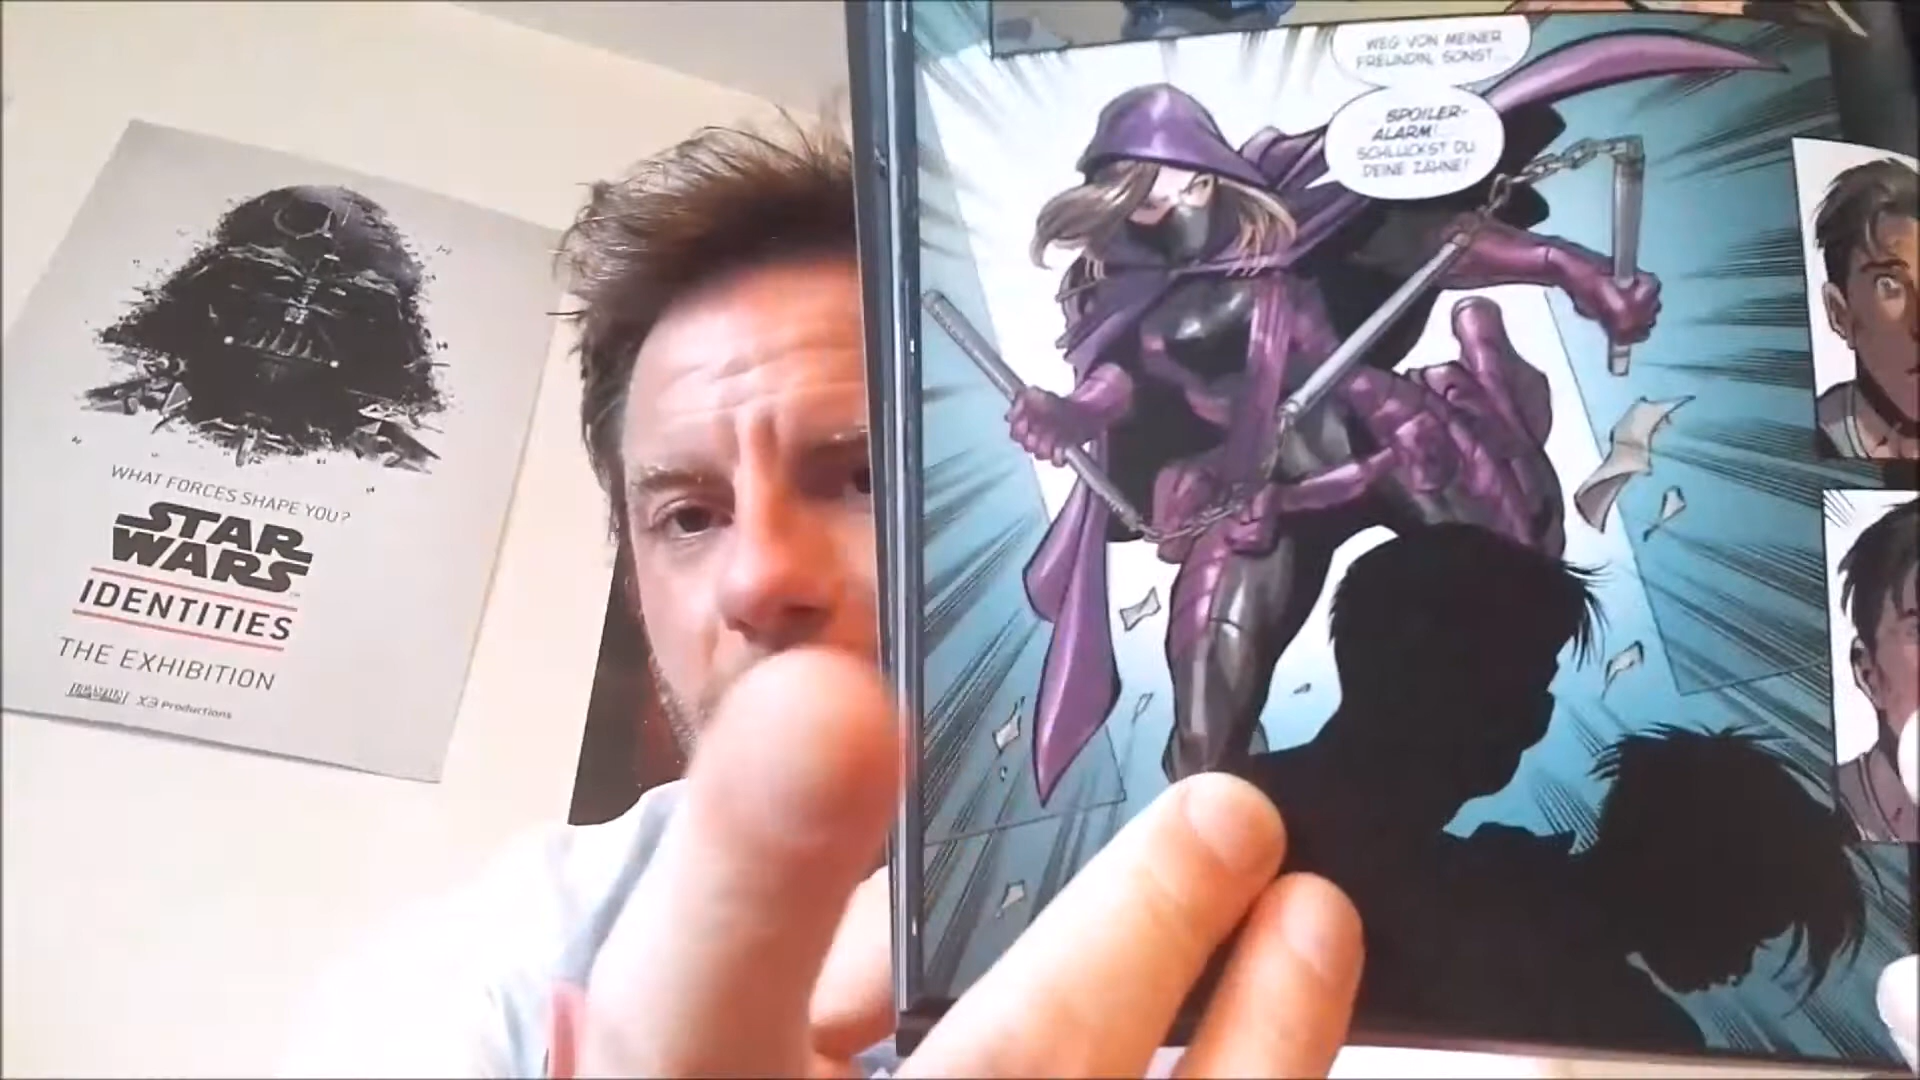 WHAT FORCES SHAPE YOU?
STAR
WARS
IDENTITIES
THE EXHIBITION
X3 Productions
WEG VON MEINER
FREUNDIN, SONST...
SPOILER-
ALARM!...
SCHLUCKST DU
DEINE ZÄHNE!